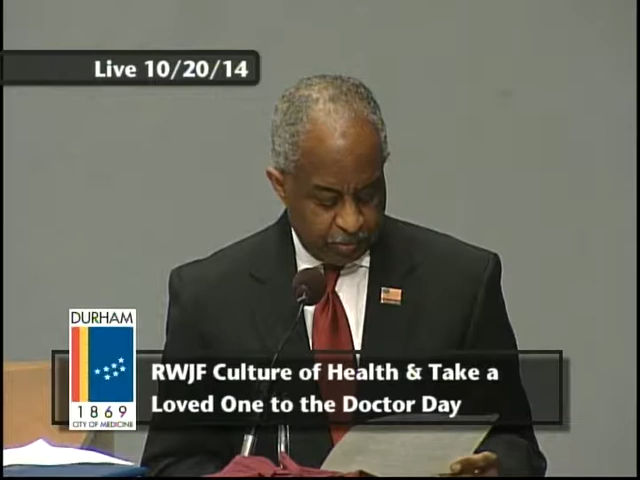 Live 10/20/14
DURHAM
1869
CITY OF MEDICINE
RWJF Culture of Health & Take a
Loved One to the Doctor Day